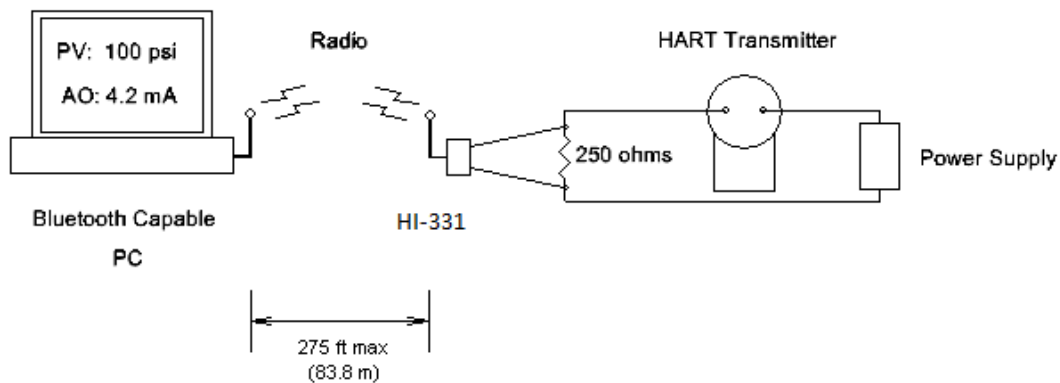 PV: 100 psi
AO: 4.2 mA
Radio
HART Transmitter
250 ohms
Power Supply
Bluetooth Capable
PC
HI-331
275 ft max
(83.8 m)